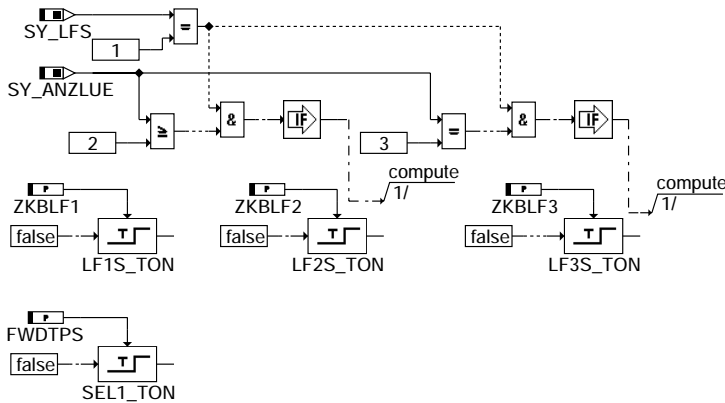 SY_LFS
=
1
SY_ANZLUE
2
≥
&
IF
3
=
&
IF
compute
1/
compute
1/
P
ZKBLF1
P
ZKBLF2
P
ZKBLF3
false
T
false
T
false
T
LF1S_TON
LF2S_TON
LF3S_TON
P
FWDTPS
false
T
SEL1_TON